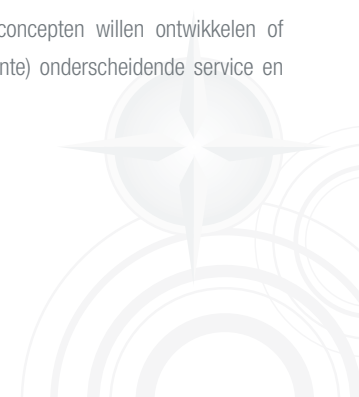 concepten willen ontwikkelen of
nte) onderscheidende service en